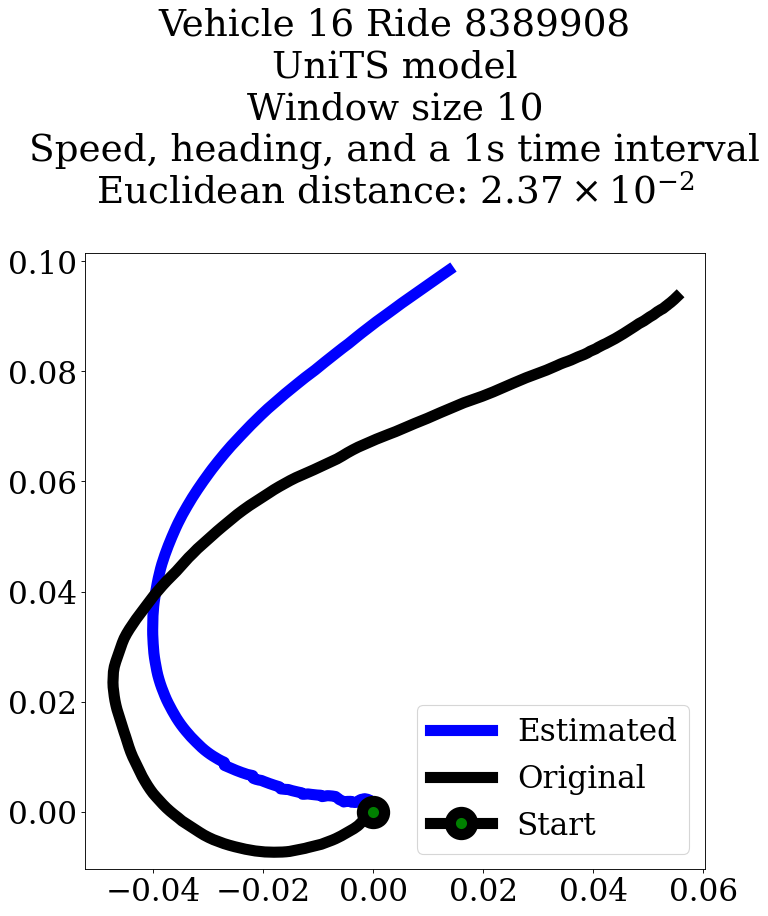 Vehicle 16 Ride 8389908
UniTS model
Window size 10
Speed, heading, and a 1s time interval
Euclidean distance: 2.37 × 10⁻²
0.10
0.08
0.06
0.04
0.02
0.00
Estimated
Original
Start
−0.04 −0.02 0.00 0.02 0.04 0.06